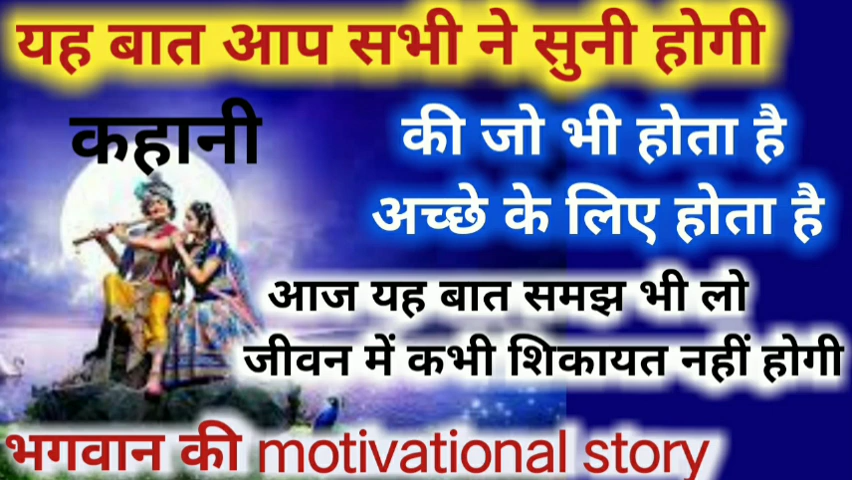 यह बात आप सभी ने सुनी होगी
कहानी
की जो भी होता है
अच्छे के लिए होता है
आज यह बात समझ भी लो
जीवन में कभी शिकायत नहीं होगी
भगवान की motivational story